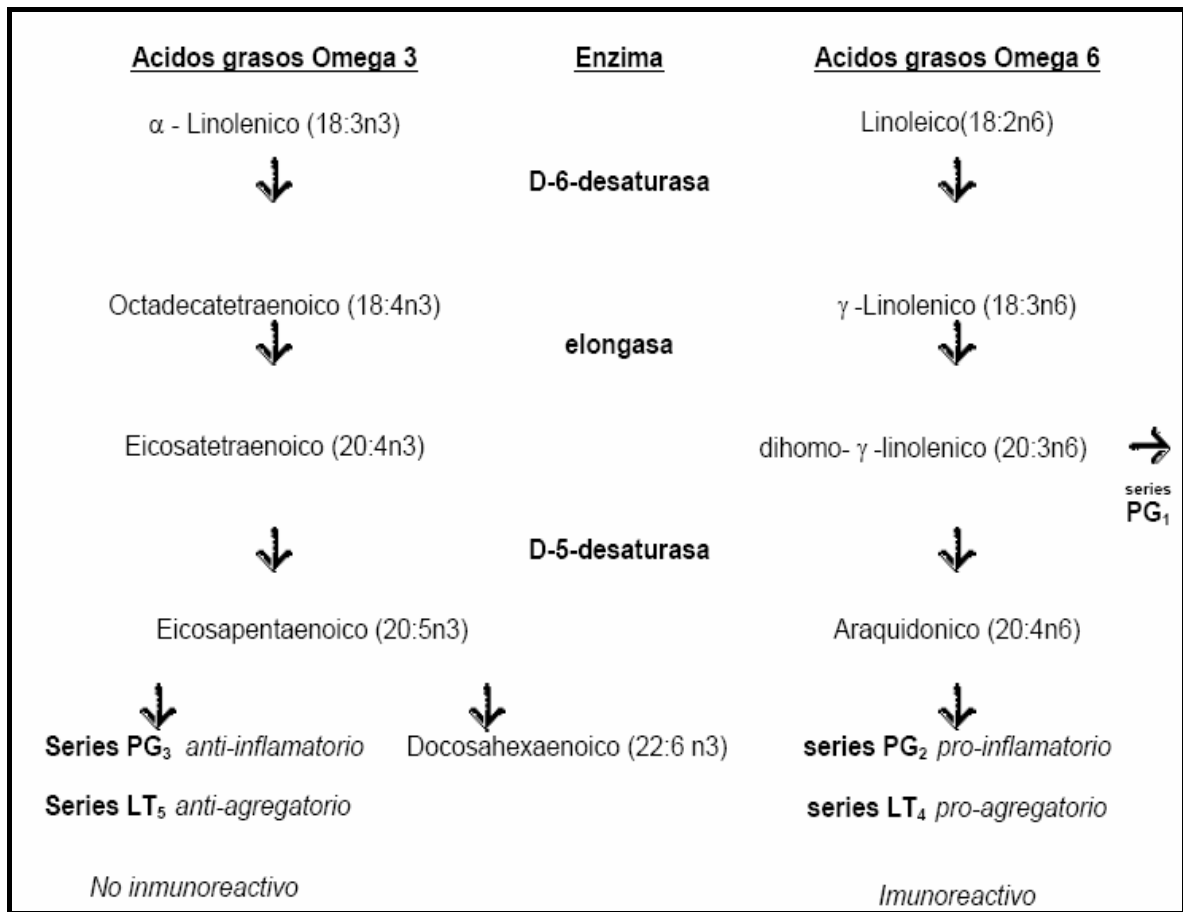 Acidos grasos Omega 3 Enzima Acidos grasos Omega 6
α - Linolenico (18:3n3) Linoleico(18:2n6)
D-6-desaturasa
Octadecatetraenoico (18:4n3) γ -Linolenico (18:3n6)
elongasa
Eicosatetraenoico (20:4n3) dihomo- γ -linolenico (20:3n6)
series
PG₁
D-5-desaturasa
Eicosapentaenoico (20:5n3) Araquidonico (20:4n6)
Series PG₃ anti-inflamatorio Docosahexaenoico (22:6 n3) series PG₂ pro-inflamatorio
Series LT₅ anti-agregatorio series LT₄ pro-agregatorio
No inmunoreactivo Imunoreactivo